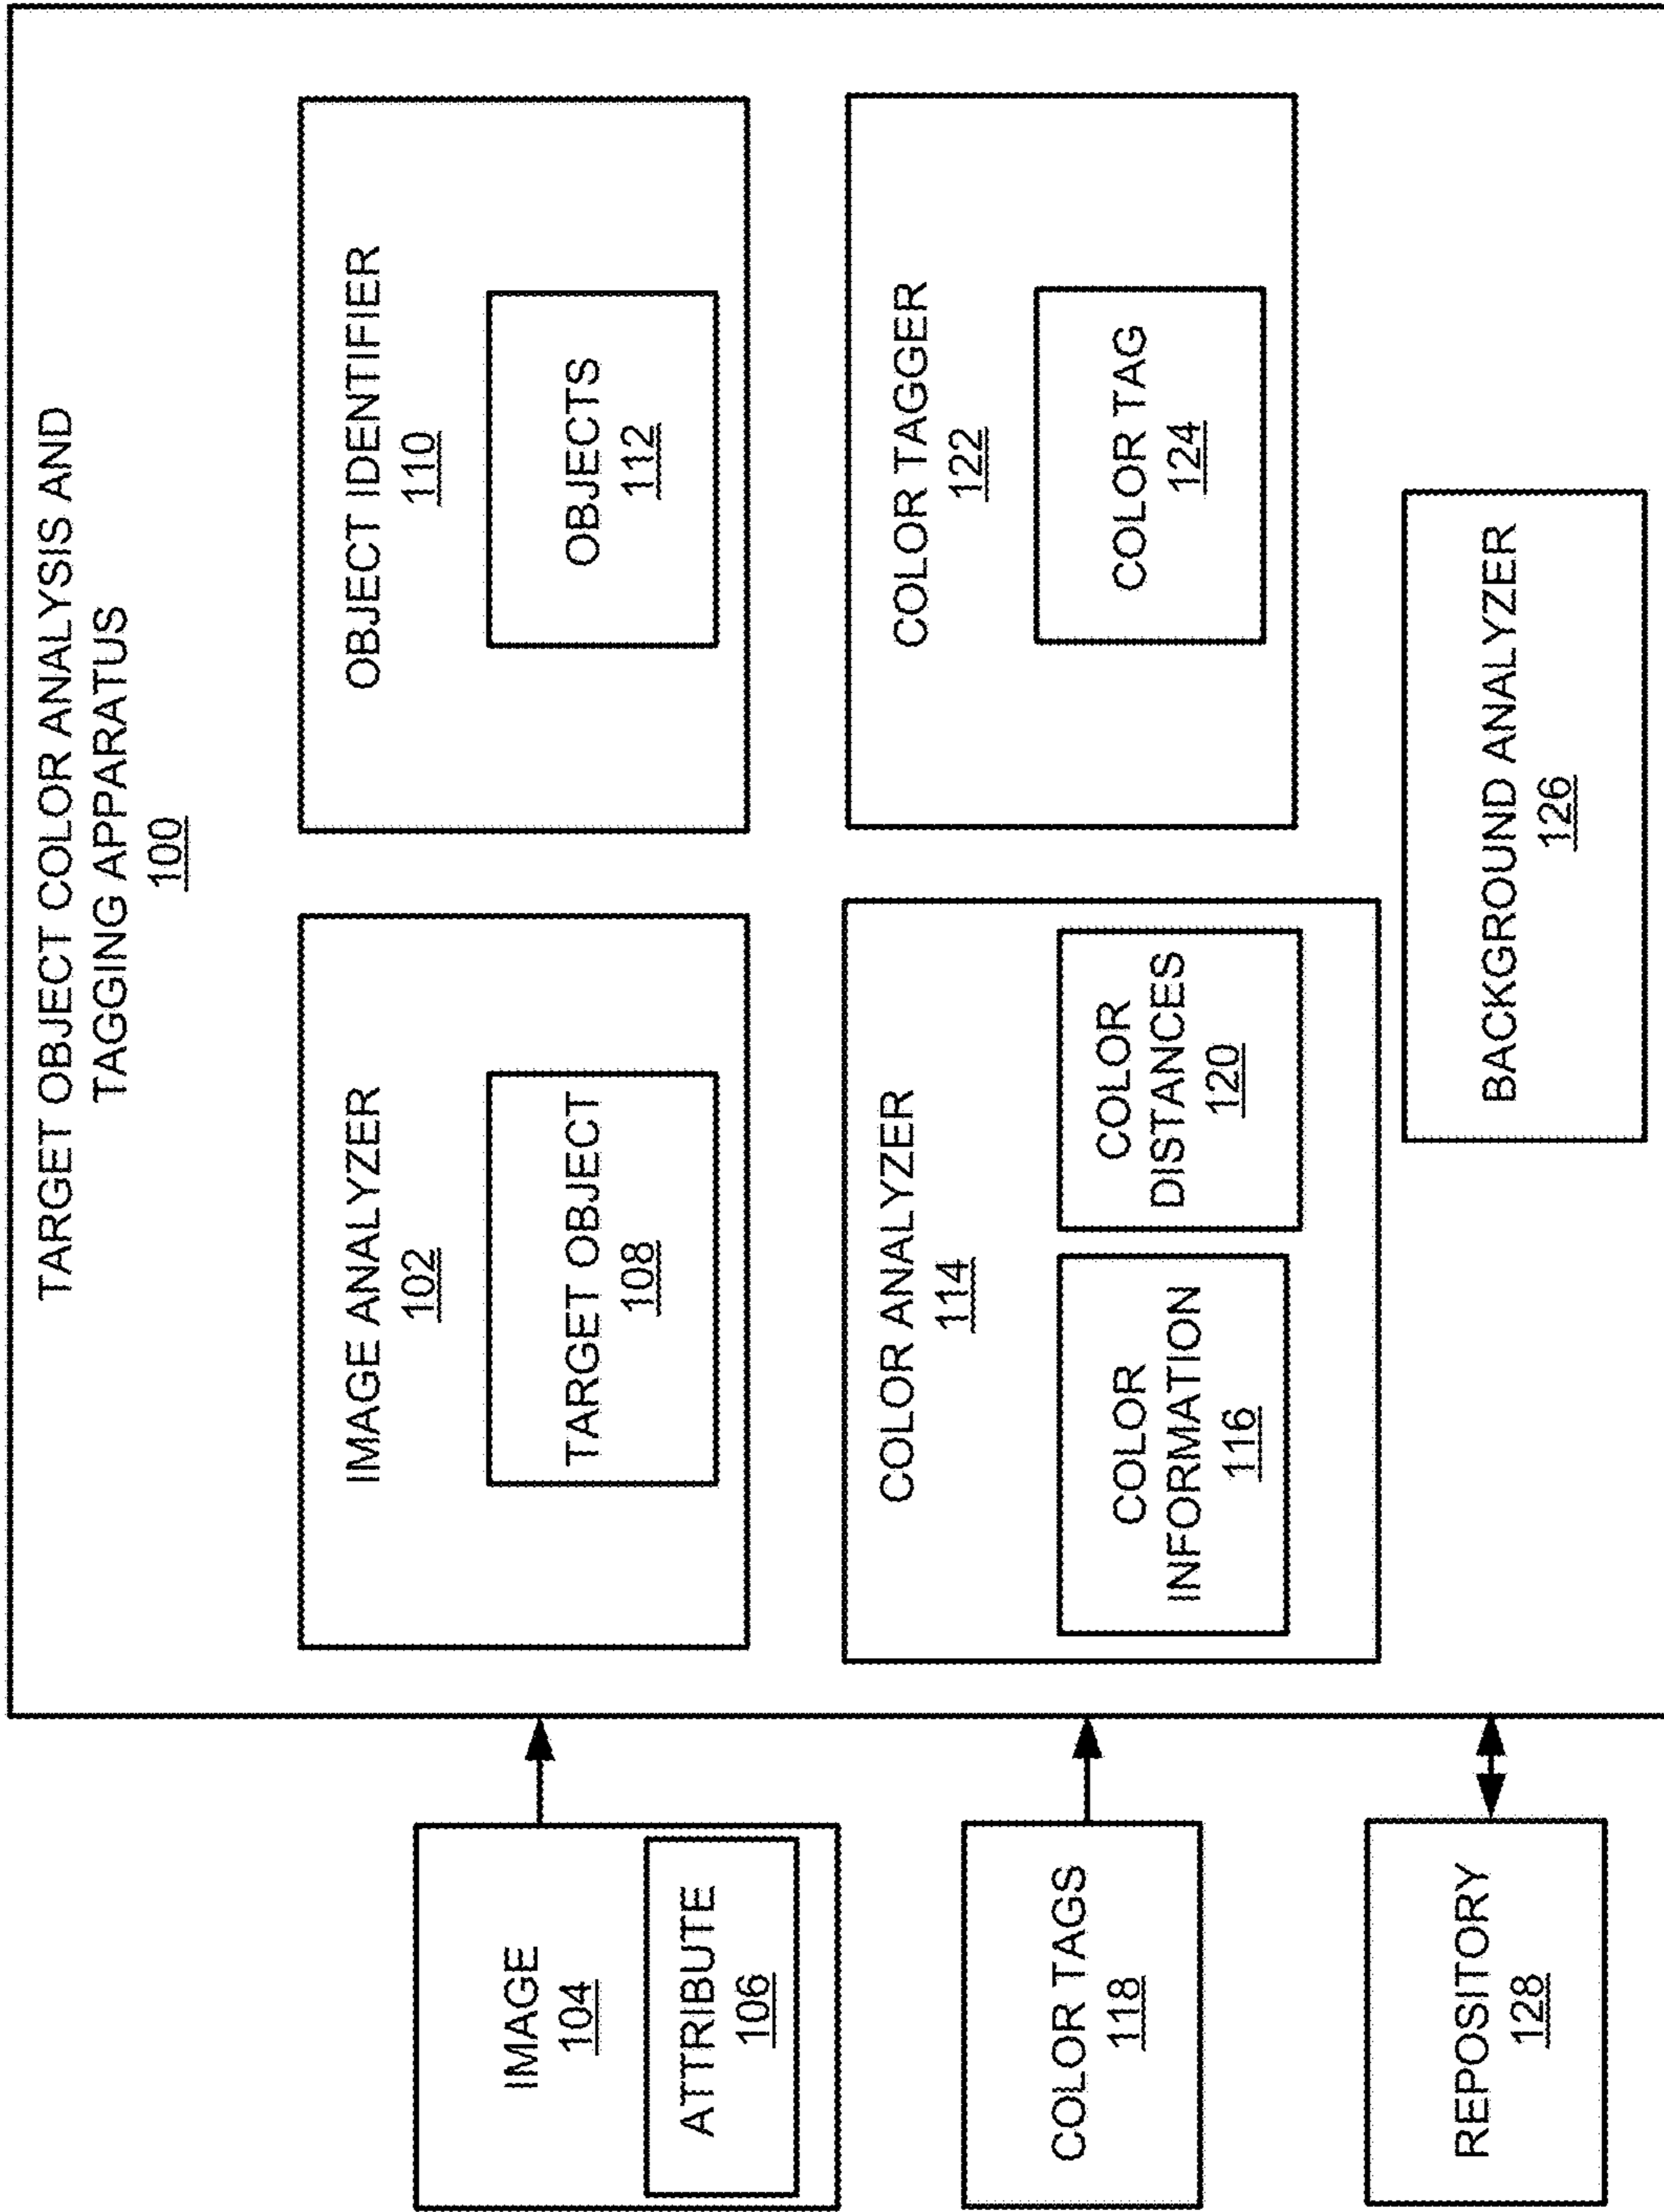 TARGET OBJECT COLOR ANALYSIS AND
TAGGING APPARATUS
100
IMAGE
104
ATTRIBUTE
106
IMAGE ANALYZER
102
TARGET OBJECT
108
OBJECT IDENTIFIER
110
OBJECTS
112
COLOR TAGS
118
COLOR ANALYZER
114
COLOR
INFORMATION
116
COLOR
DISTANCES
120
COLOR TAGGER
122
COLOR TAG
124
REPOSITORY
128
BACKGROUND ANALYZER
126